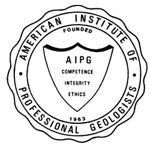 AMERICAN INSTITUTE OF
PROFESSIONAL GEOLOGISTS
FOUNDED
AIPG
COMPETENCE
INTEGRITY
ETHICS
1963